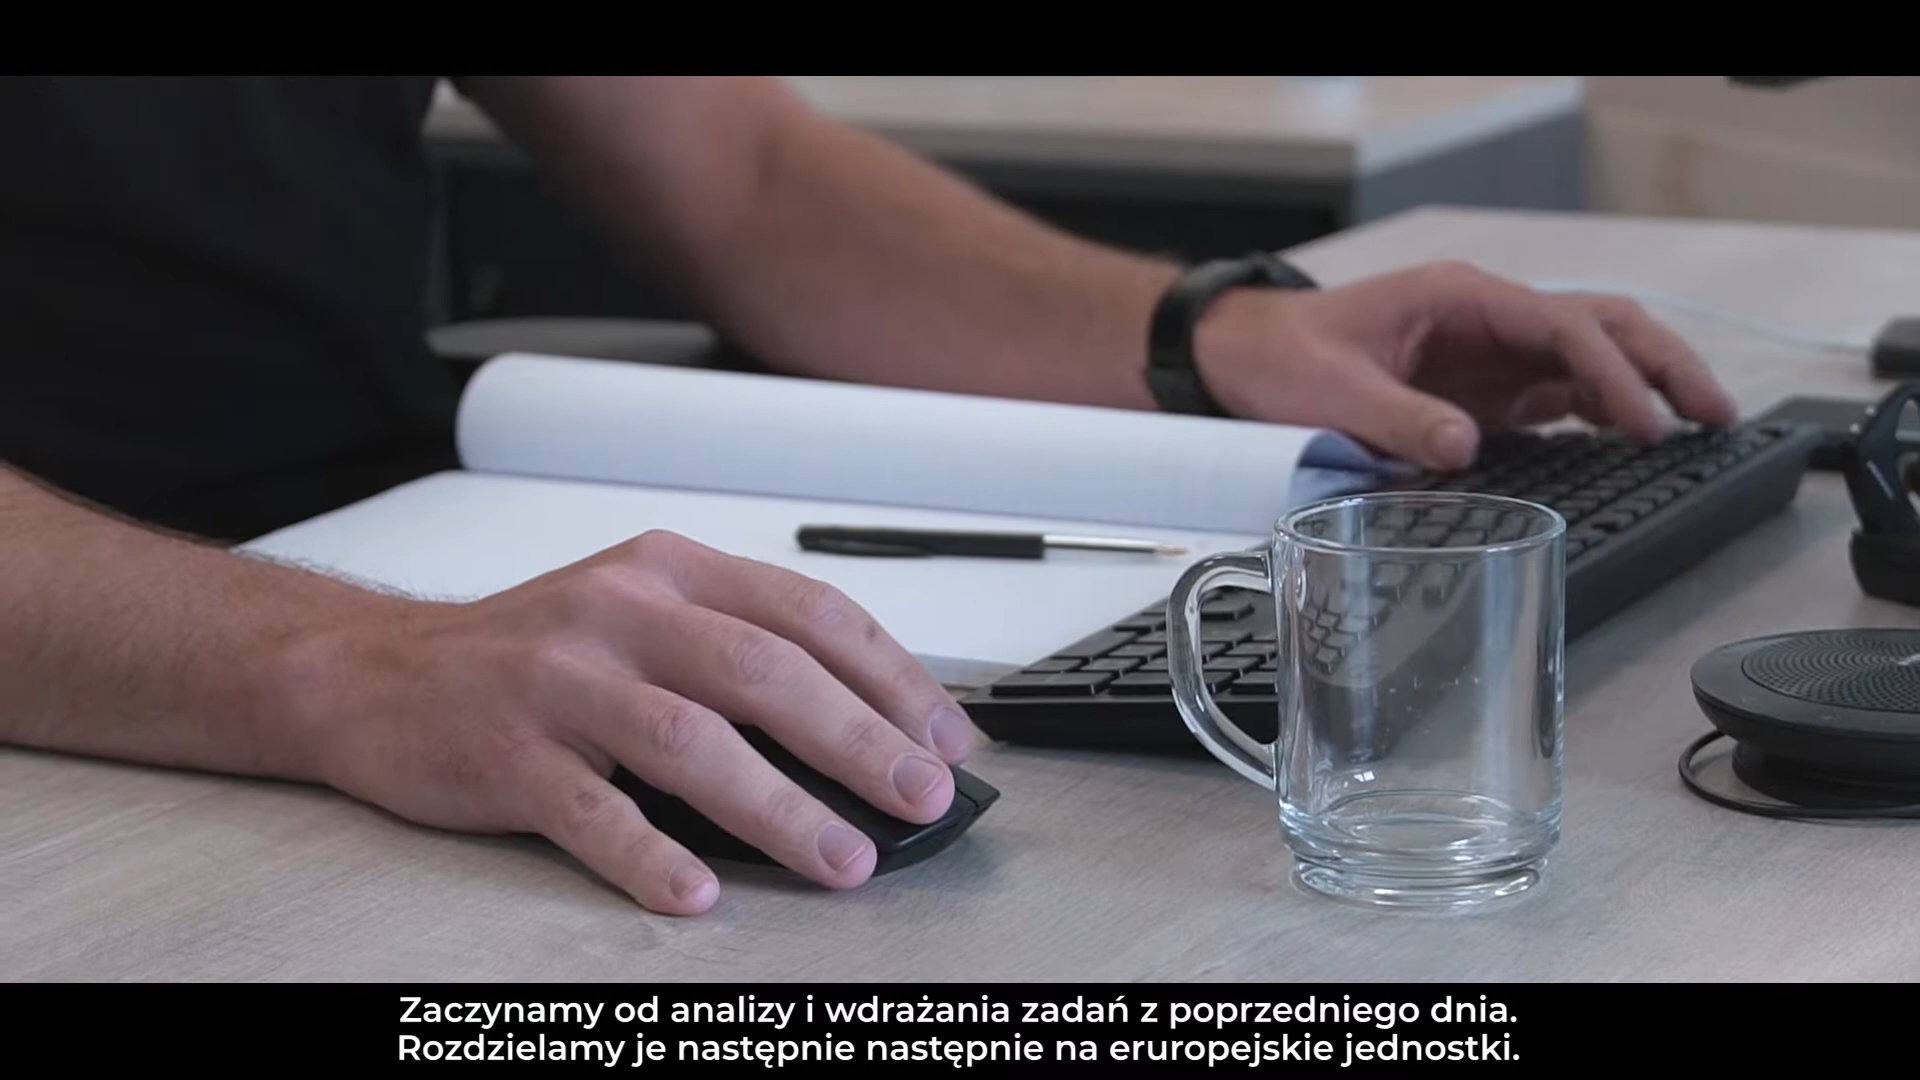 Zaczynamy od analizy i wdrażania zadań z poprzedniego dnia.
Rozdzielamy je następnie następnie na eruropejskie jednostki.